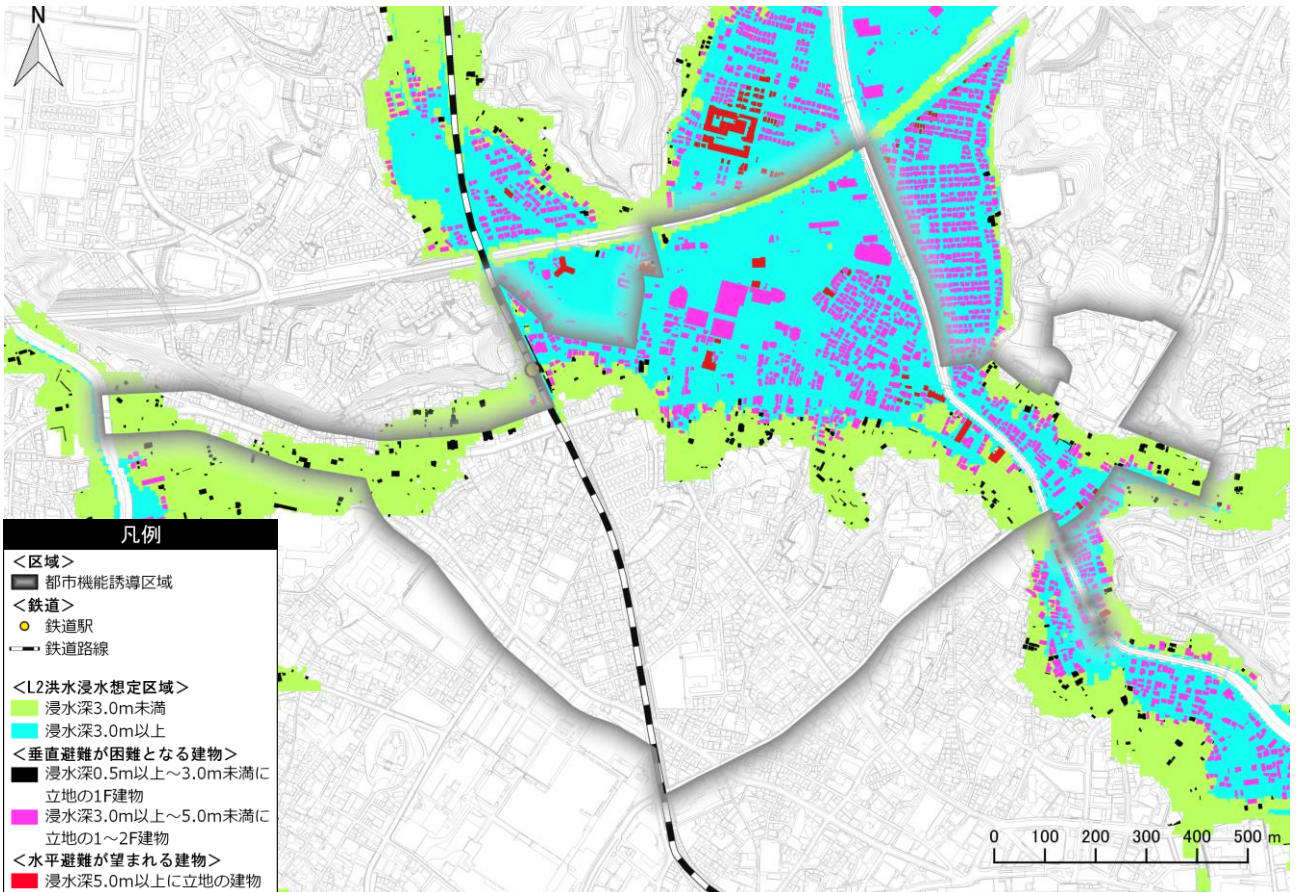 N
凡例
＜区域＞
都市機能誘導区域
＜鉄道＞
鉄道駅
鉄道路線
＜L2洪水浸水想定区域＞
浸水深3.0m未満
浸水深3.0m以上
＜垂直避難が困難となる建物＞
浸水深0.5m以上～3.0m未満に
立地の1F建物
浸水深3.0m以上～5.0m未満に
立地の1～2F建物
＜水平避難が望まれる建物＞
浸水深5.0m以上に立地の建物
0 100 200 300 400 500 m